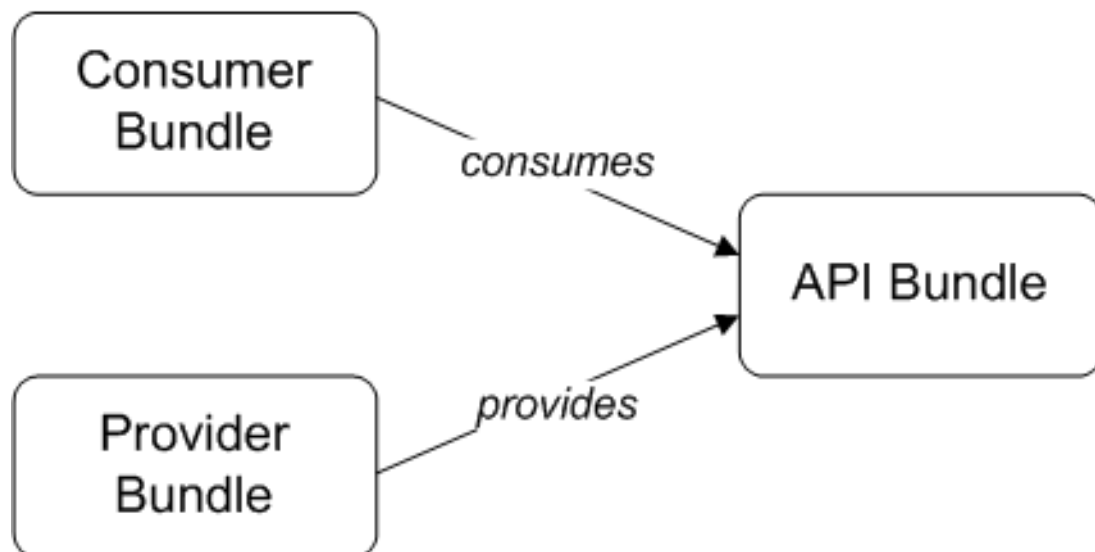 Consumer
Bundle
consumes
API Bundle
provides
Provider
Bundle